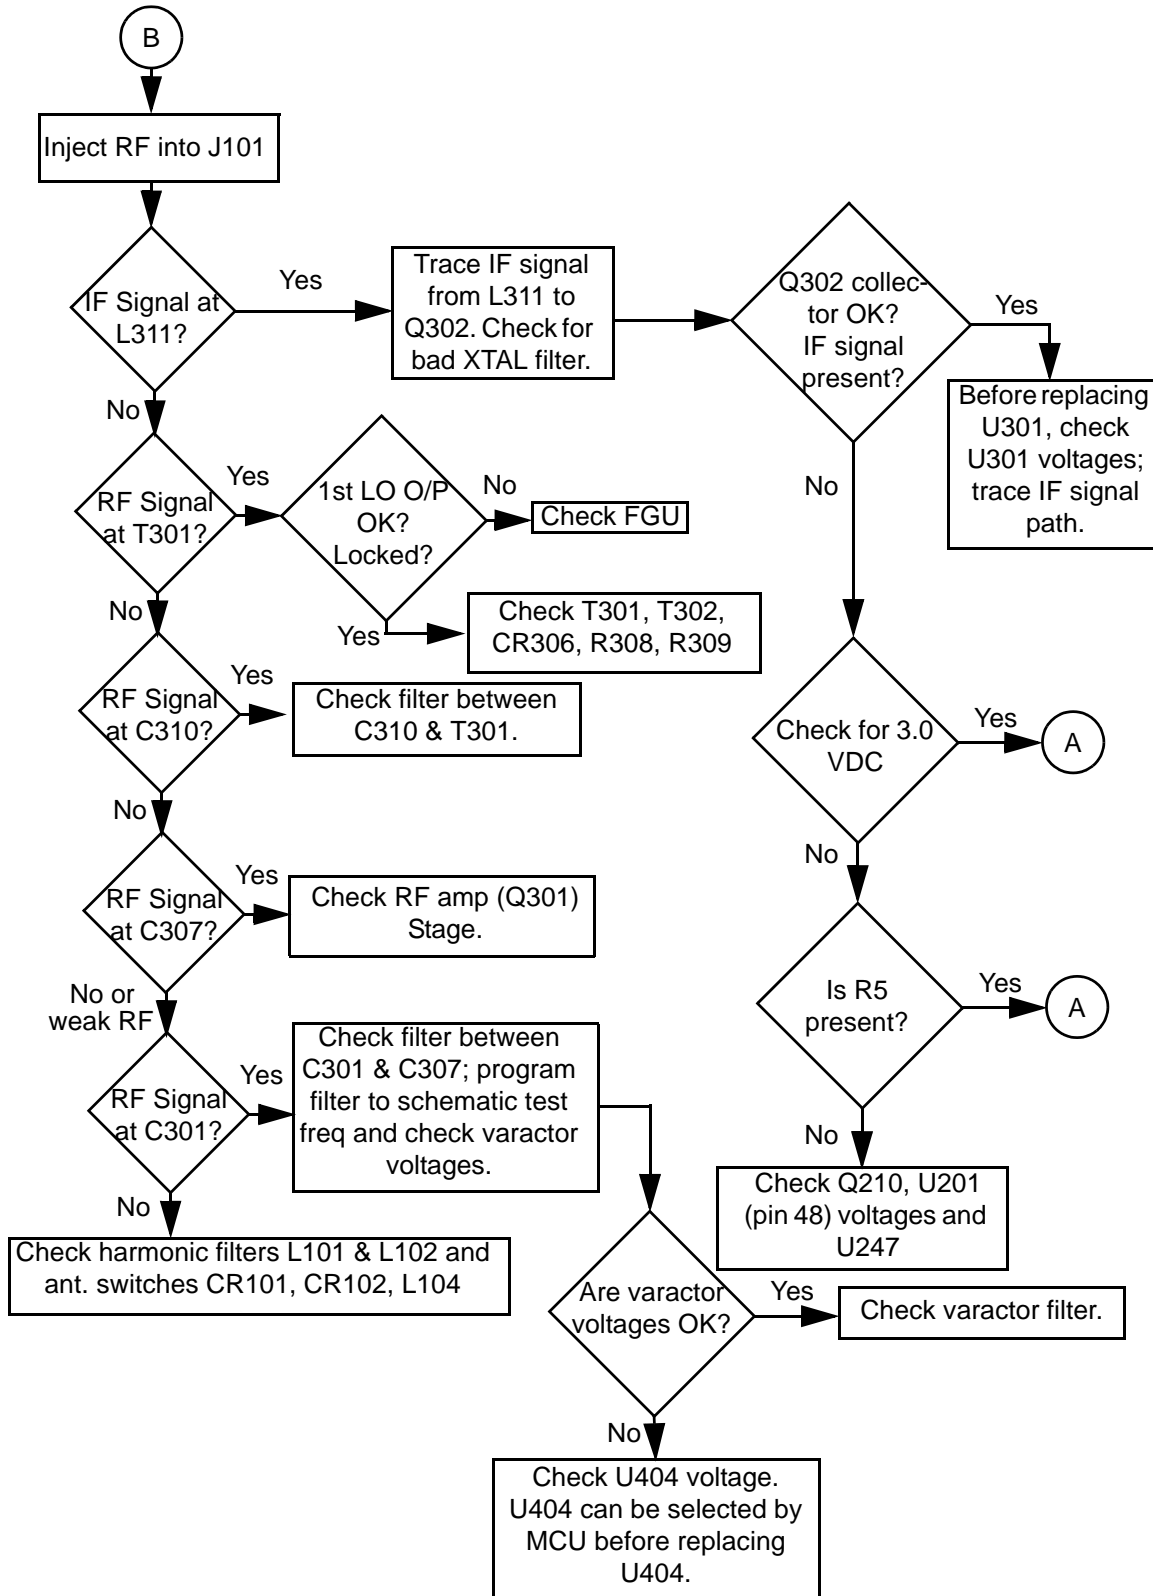 B
Inject RF into J101
IF Signal at
L311?
Yes
Trace IF signal
from L311 to
Q302. Check for
bad XTAL filter.
Q302 collec-
tor OK?
IF signal
present?
Yes
Before replacing
U301, check
U301 voltages;
trace IF signal
path.
No
RF Signal
at T301?
Yes
1st LO O/P
OK?
Locked?
No
Check FGU
Yes
Check T301, T302,
CR306, R308, R309
No
No
RF Signal
at C310?
Yes
Check filter between
C310 & T301.
Check for 3.0
VDC
Yes
A
No
RF Signal
at C307?
Yes
Check RF amp (Q301)
Stage.
No
Is R5
present?
Yes
A
No or
weak RF
RF Signal
at C301?
Yes
Check filter between
C301 & C307; program
filter to schematic test
freq and check varactor
voltages.
No
Check Q210, U201
(pin 48) voltages and
U247
No
Check harmonic filters L101 & L102 and
ant. switches CR101, CR102, L104
Are varactor
voltages OK?
Yes
Check varactor filter.
No
Check U404 voltage.
U404 can be selected by
MCU before replacing
U404.